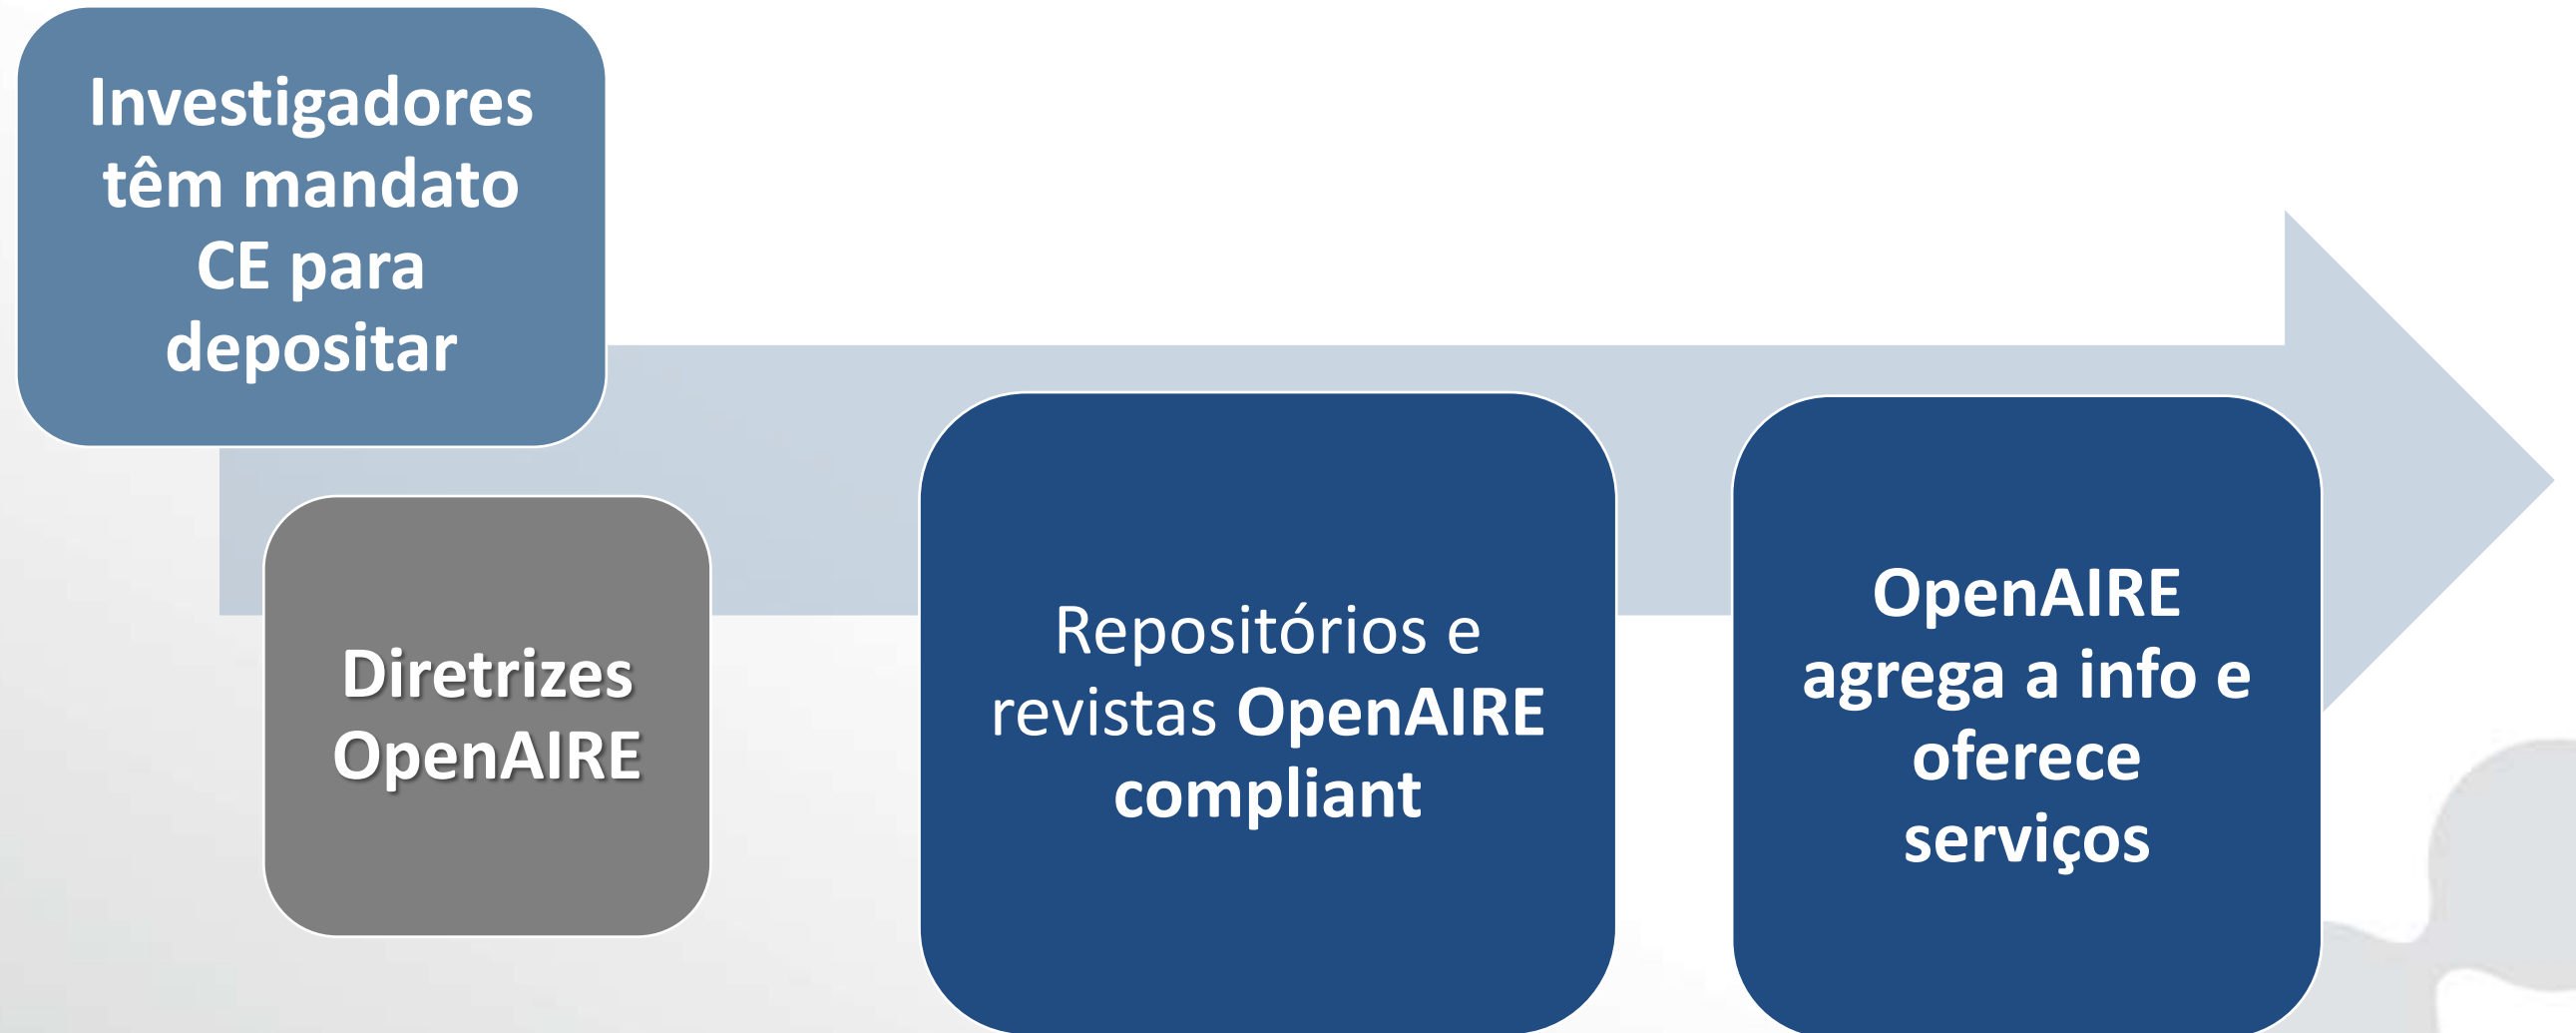 Investigadores
têm mandato
CE para
depositar
Diretrizes
OpenAIRE
Repositórios e
revistas OpenAIRE
compliant
OpenAIRE
agrega a info e
oferece
serviços